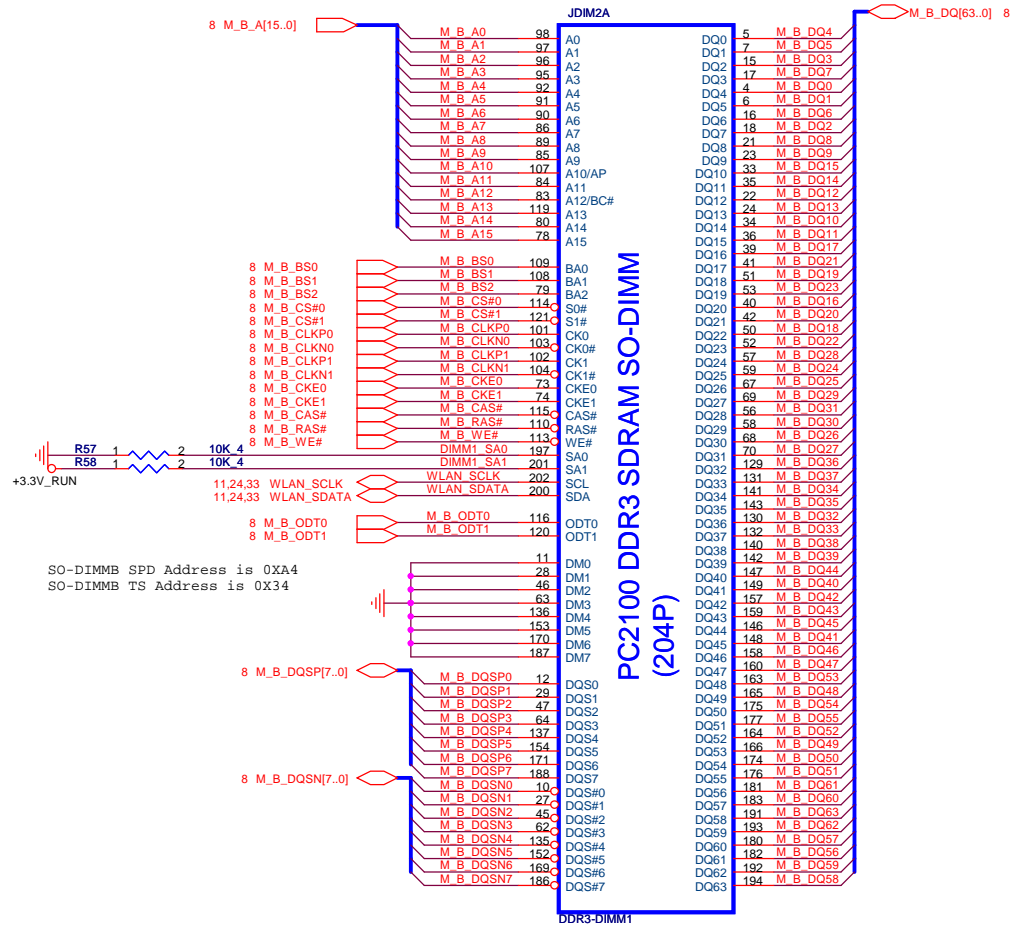 JDIM2A
8 M_B_A[15..0]
M_B_DQ[63..0] 8
M_B_A0 98 A0
M_B_A1 97 A1
M_B_A2 96 A2
M_B_A3 95 A3
M_B_A4 92 A4
M_B_A5 91 A5
M_B_A6 90 A6
M_B_A7 86 A7
M_B_A8 89 A8
M_B_A9 85 A9
M_B_A10 107 A10/AP
M_B_A11 84 A11
M_B_A12 83 A12/BC#
M_B_A13 119 A13
M_B_A14 80 A14
M_B_A15 78 A15
8 M_B_BS0 M_B_BS0 109 BA0
8 M_B_BS1 M_B_BS1 108 BA1
8 M_B_BS2 M_B_BS2 79 BA2
8 M_B_CS#0 M_B_CS#0 114 S0#
8 M_B_CS#1 M_B_CS#1 121 S1#
8 M_B_CLKP0 M_B_CLKP0 101 CK0
8 M_B_CLKN0 M_B_CLKN0 103 CK0#
8 M_B_CLKP1 M_B_CLKP1 102 CK1
8 M_B_CLKN1 M_B_CLKN1 104 CK1#
8 M_B_CKE0 M_B_CKE0 73 CKE0
8 M_B_CKE1 M_B_CKE1 74 CKE1
8 M_B_CAS# M_B_CAS# 115 CAS#
8 M_B_RAS# M_B_RAS# 110 RAS#
8 M_B_WE# M_B_WE# 113 WE#
R57 1 2 10K_4 DIMM1_SA0 197 SA0
R58 1 2 10K_4 DIMM1_SA1 201 SA1
+3.3V_RUN
11,24,33 WLAN_SCLK WLAN_SCLK 202 SCL
11,24,33 WLAN_SDATA WLAN_SDATA 200 SDA
8 M_B_ODT0 M_B_ODT0 116 ODT0
8 M_B_ODT1 M_B_ODT1 120 ODT1
SO-DIMMB SPD Address is 0XA4
SO-DIMMB TS Address is 0X34
11 DM0
28 DM1
46 DM2
63 DM3
136 DM4
153 DM5
170 DM6
187 DM7
8 M_B_DQSP[7..0]
M_B_DQSP0 12 DQS0
M_B_DQSP1 29 DQS1
M_B_DQSP2 47 DQS2
M_B_DQSP3 64 DQS3
M_B_DQSP4 137 DQS4
M_B_DQSP5 154 DQS5
M_B_DQSP6 171 DQS6
M_B_DQSP7 188 DQS7
8 M_B_DQSN[7..0]
M_B_DQSN0 10 DQS#0
M_B_DQSN1 27 DQS#1
M_B_DQSN2 45 DQS#2
M_B_DQSN3 62 DQS#3
M_B_DQSN4 135 DQS#4
M_B_DQSN5 152 DQS#5
M_B_DQSN6 169 DQS#6
M_B_DQSN7 186 DQS#7
PC2100 DDR3 SDRAM SO-DIMM
(204P)
DQ0 5 M_B_DQ4
DQ1 7 M_B_DQ5
DQ2 15 M_B_DQ3
DQ3 17 M_B_DQ7
DQ4 4 M_B_DQ0
DQ5 6 M_B_DQ1
DQ6 16 M_B_DQ6
DQ7 18 M_B_DQ2
DQ8 21 M_B_DQ8
DQ9 23 M_B_DQ9
DQ10 33 M_B_DQ15
DQ11 35 M_B_DQ14
DQ12 22 M_B_DQ12
DQ13 24 M_B_DQ13
DQ14 34 M_B_DQ10
DQ15 36 M_B_DQ11
DQ16 39 M_B_DQ17
DQ17 41 M_B_DQ21
DQ18 51 M_B_DQ19
DQ19 53 M_B_DQ23
DQ20 40 M_B_DQ16
DQ21 42 M_B_DQ20
DQ22 50 M_B_DQ18
DQ23 52 M_B_DQ22
DQ24 57 M_B_DQ28
DQ25 59 M_B_DQ24
DQ26 67 M_B_DQ25
DQ27 69 M_B_DQ29
DQ28 56 M_B_DQ31
DQ29 58 M_B_DQ30
DQ30 68 M_B_DQ26
DQ31 70 M_B_DQ27
DQ32 129 M_B_DQ36
DQ33 131 M_B_DQ37
DQ34 141 M_B_DQ34
DQ35 143 M_B_DQ35
DQ36 130 M_B_DQ32
DQ37 132 M_B_DQ33
DQ38 140 M_B_DQ38
DQ39 142 M_B_DQ39
DQ40 147 M_B_DQ44
DQ41 149 M_B_DQ40
DQ42 157 M_B_DQ42
DQ43 159 M_B_DQ43
DQ44 146 M_B_DQ45
DQ45 148 M_B_DQ41
DQ46 158 M_B_DQ46
DQ47 160 M_B_DQ47
DQ48 163 M_B_DQ53
DQ49 165 M_B_DQ48
DQ50 175 M_B_DQ54
DQ51 177 M_B_DQ55
DQ52 164 M_B_DQ52
DQ53 166 M_B_DQ49
DQ54 174 M_B_DQ50
DQ55 176 M_B_DQ51
DQ56 181 M_B_DQ61
DQ57 183 M_B_DQ60
DQ58 191 M_B_DQ63
DQ59 193 M_B_DQ62
DQ60 180 M_B_DQ57
DQ61 182 M_B_DQ56
DQ62 192 M_B_DQ59
DQ63 194 M_B_DQ58
DDR3-DIMM1